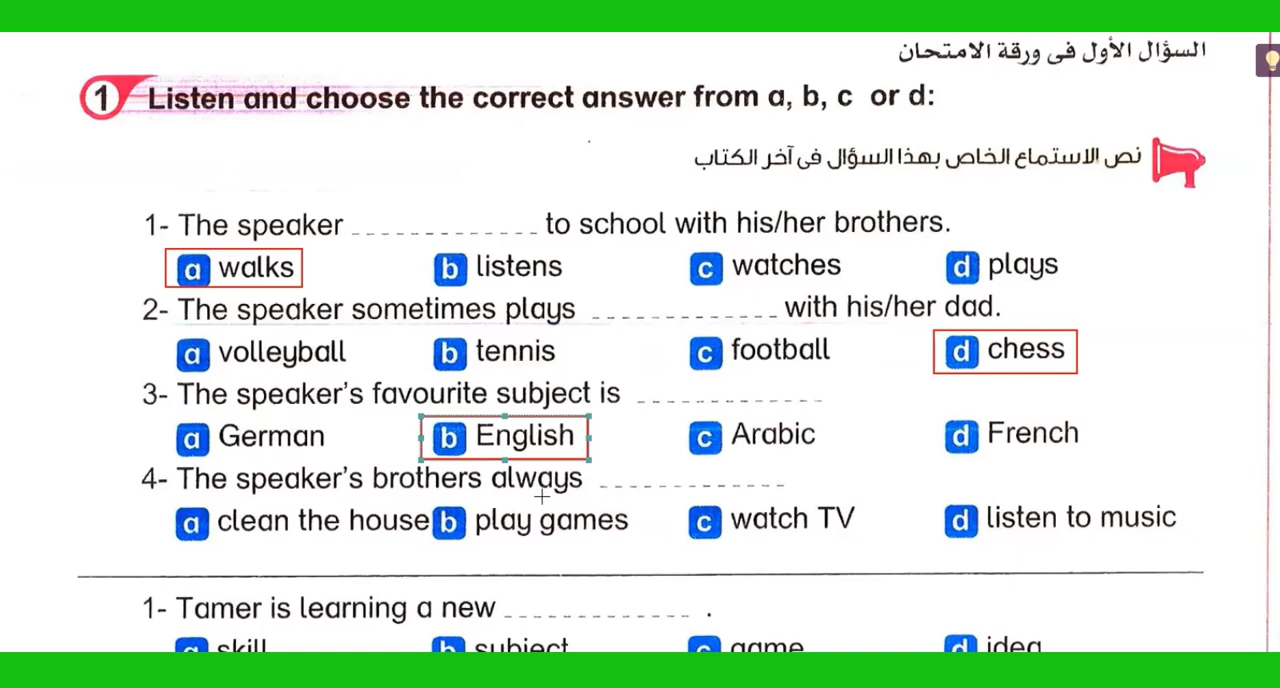 السؤال الأول فى ورقة الامتحان
1 Listen and choose the correct answer from a, b, c or d:
نص الاستماع الخاص بهذا السؤال فى آخر الكتاب
1- The speaker _ _ _ _ _ _ _ _ _ _ _ _ to school with his/her brothers.
a walks b listens c watches d plays
2- The speaker sometimes plays _ _ _ _ _ _ _ _ _ _ _ _ with his/her dad.
a volleyball b tennis c football d chess
3- The speaker's favourite subject is _ _ _ _ _ _ _ _ _ _ _ _
a German b English c Arabic d French
4- The speaker's brothers always _ _ _ _ _ _ _ _ _ _ _ _
a clean the house b play games c watch TV d listen to music
1- Tamer is learning a new _ _ _ _ _ _ _ _ _ _ _ _ .
a skill b subject c game d idea